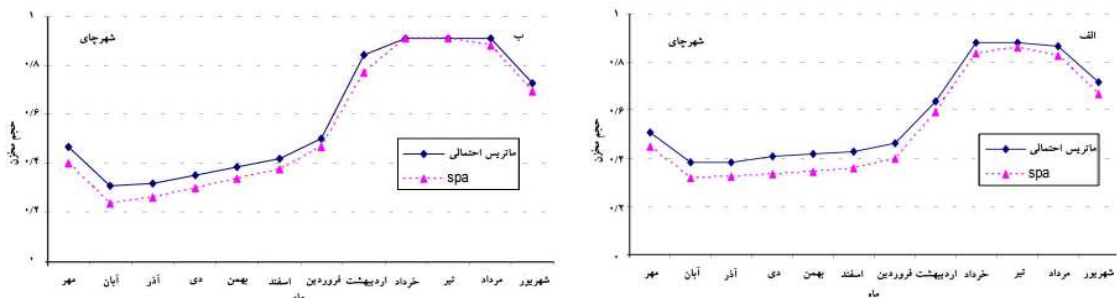 شهرچای
ب
۱
۰/۸
۰/۶
۰/۴
۰/۲
۰
حجم مخزن
ماتریس احتمالی
spa
مهر
آبان
آذر
دی
بهمن
اسفند
فروردین
اردیبهشت
خرداد
تیر
مرداد
شهریور
ماه
شهرچای
الف
۱
۰/۸
۰/۶
۰/۴
۰/۲
۰
حجم مخزن
ماتریس احتمالی
spa
مهر
آبان
آذر
دی
بهمن
اسفند
فروردین
اردیبهشت
خرداد
تیر
مرداد
شهریور
ماه